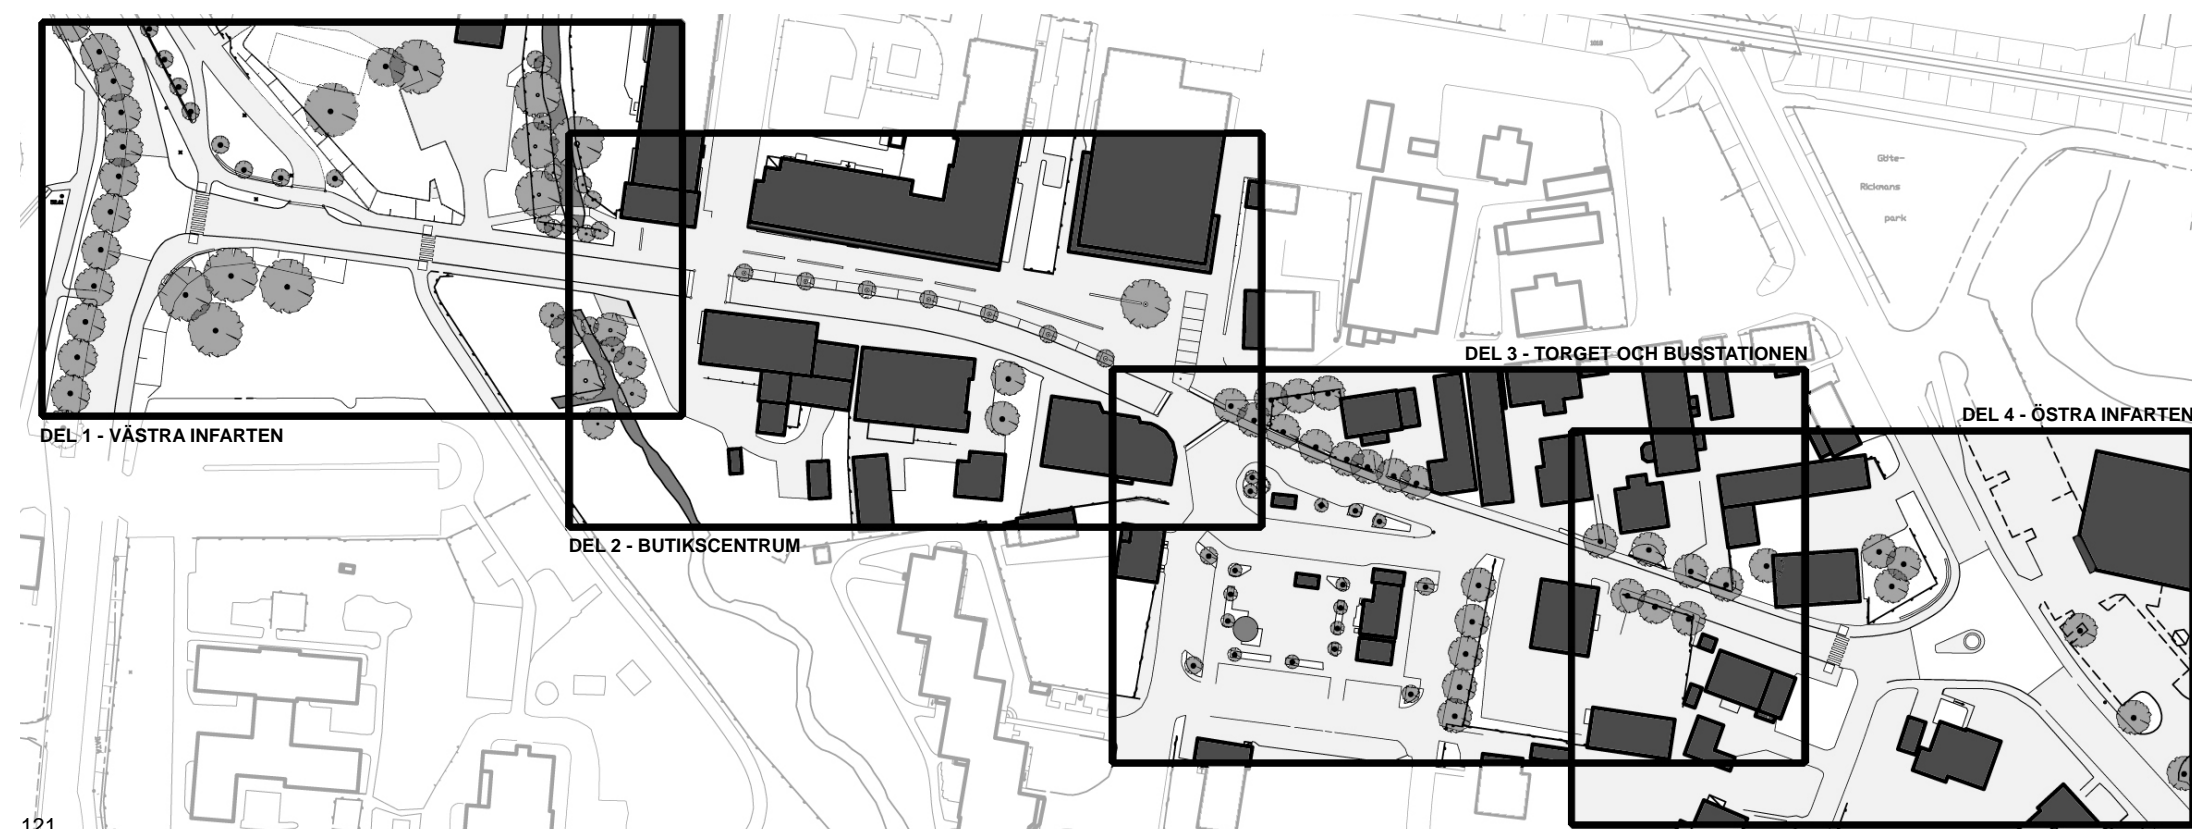 Göte-
Rickmans
park
DEL 3 - TORGET OCH BUSSTATIONEN
DEL 4 - ÖSTRA INFARTEN
DEL 1 - VÄSTRA INFARTEN
DEL 2 - BUTIKSCENTRUM
121